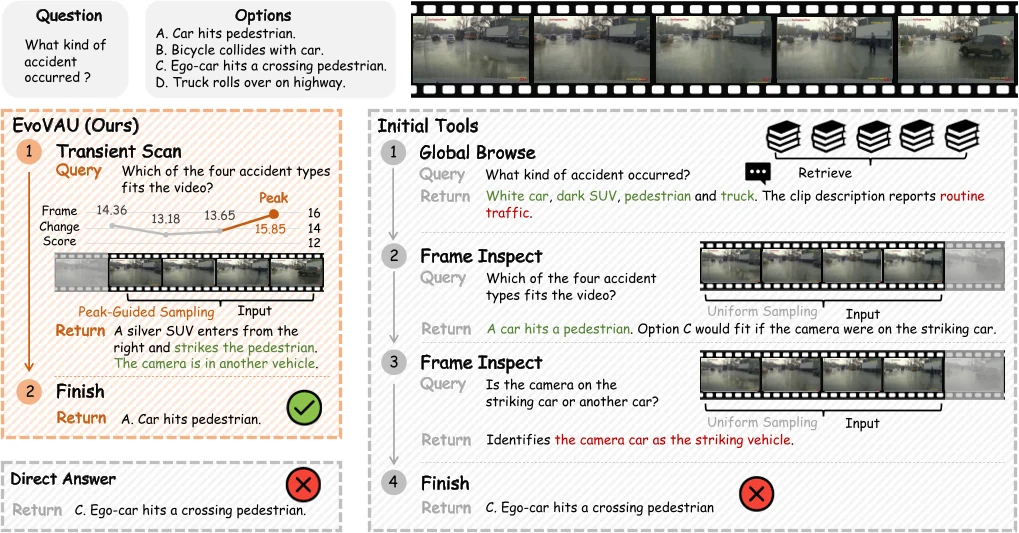 Question
What kind of
accident
occurred ?
Options
A. Car hits pedestrian.
B. Bicycle collides with car.
C. Ego-car hits a crossing pedestrian.
D. Truck rolls over on highway.
EvoVAU (Ours)
1 Transient Scan
Query Which of the four accident types
fits the video?
Frame
Change
Score
14.36
13.18
13.65
Peak
15.85
16
14
12
Peak-Guided Sampling Input
Return A silver SUV enters from the
right and strikes the pedestrian.
The camera is in another vehicle.
2 Finish
Return A. Car hits pedestrian.
Direct Answer
Return C. Ego-car hits a crossing pedestrian.
Initial Tools
1 Global Browse
Retrieve
Query What kind of accident occurred?
Return White car, dark SUV, pedestrian and truck. The clip description reports routine
traffic.
2 Frame Inspect
Query Which of the four accident
types fits the video?
Uniform Sampling Input
Return A car hits a pedestrian. Option C would fit if the camera were on the striking car.
3 Frame Inspect
Query Is the camera on the
striking car or another car?
Uniform Sampling Input
Return Identifies the camera car as the striking vehicle.
4 Finish
Return C. Ego-car hits a crossing pedestrian